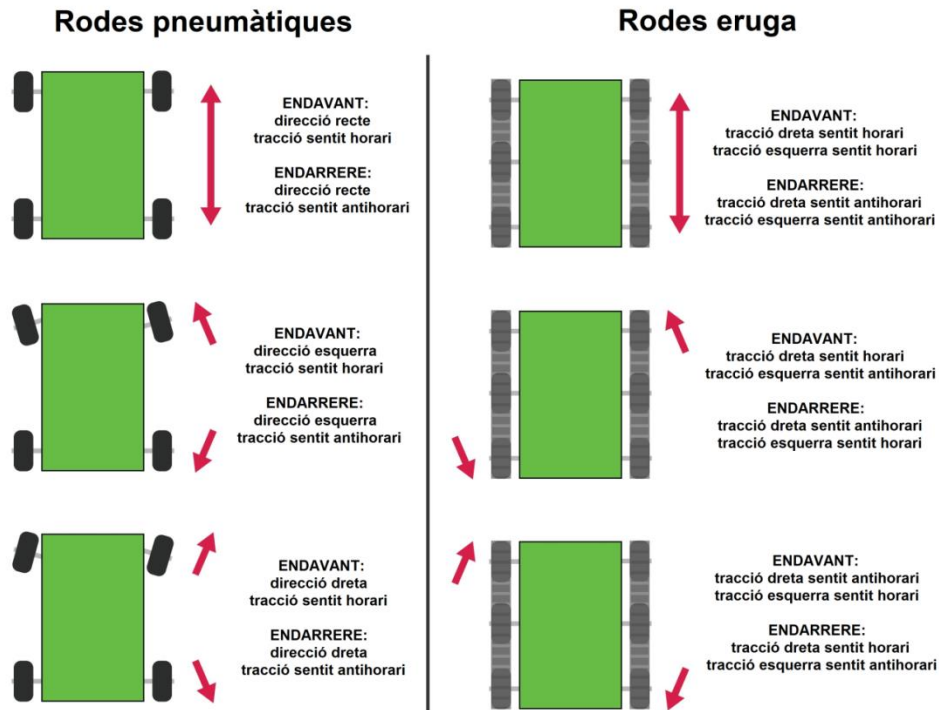 Rodes pneumàtiques
ENDAVANT:
direcció recte
tracció sentit horari
ENDARRERE:
direcció recte
tracció sentit antihorari
ENDAVANT:
direcció esquerra
tracció sentit horari
ENDARRERE:
direcció esquerra
tracció sentit antihorari
ENDAVANT:
direcció dreta
tracció sentit horari
ENDARRERE:
direcció dreta
tracció sentit antihorari
Rodes eruga
ENDAVANT:
tracció dreta sentit horari
tracció esquerra sentit horari
ENDARRERE:
tracció dreta sentit antihorari
tracció esquerra sentit antihorari
ENDAVANT:
tracció dreta sentit horari
tracció esquerra sentit antihorari
ENDARRERE:
tracció dreta sentit antihorari
tracció esquerra sentit horari
ENDAVANT:
tracció dreta sentit antihorari
tracció esquerra sentit horari
ENDARRERE:
tracció dreta sentit horari
tracció esquerra sentit antihorari